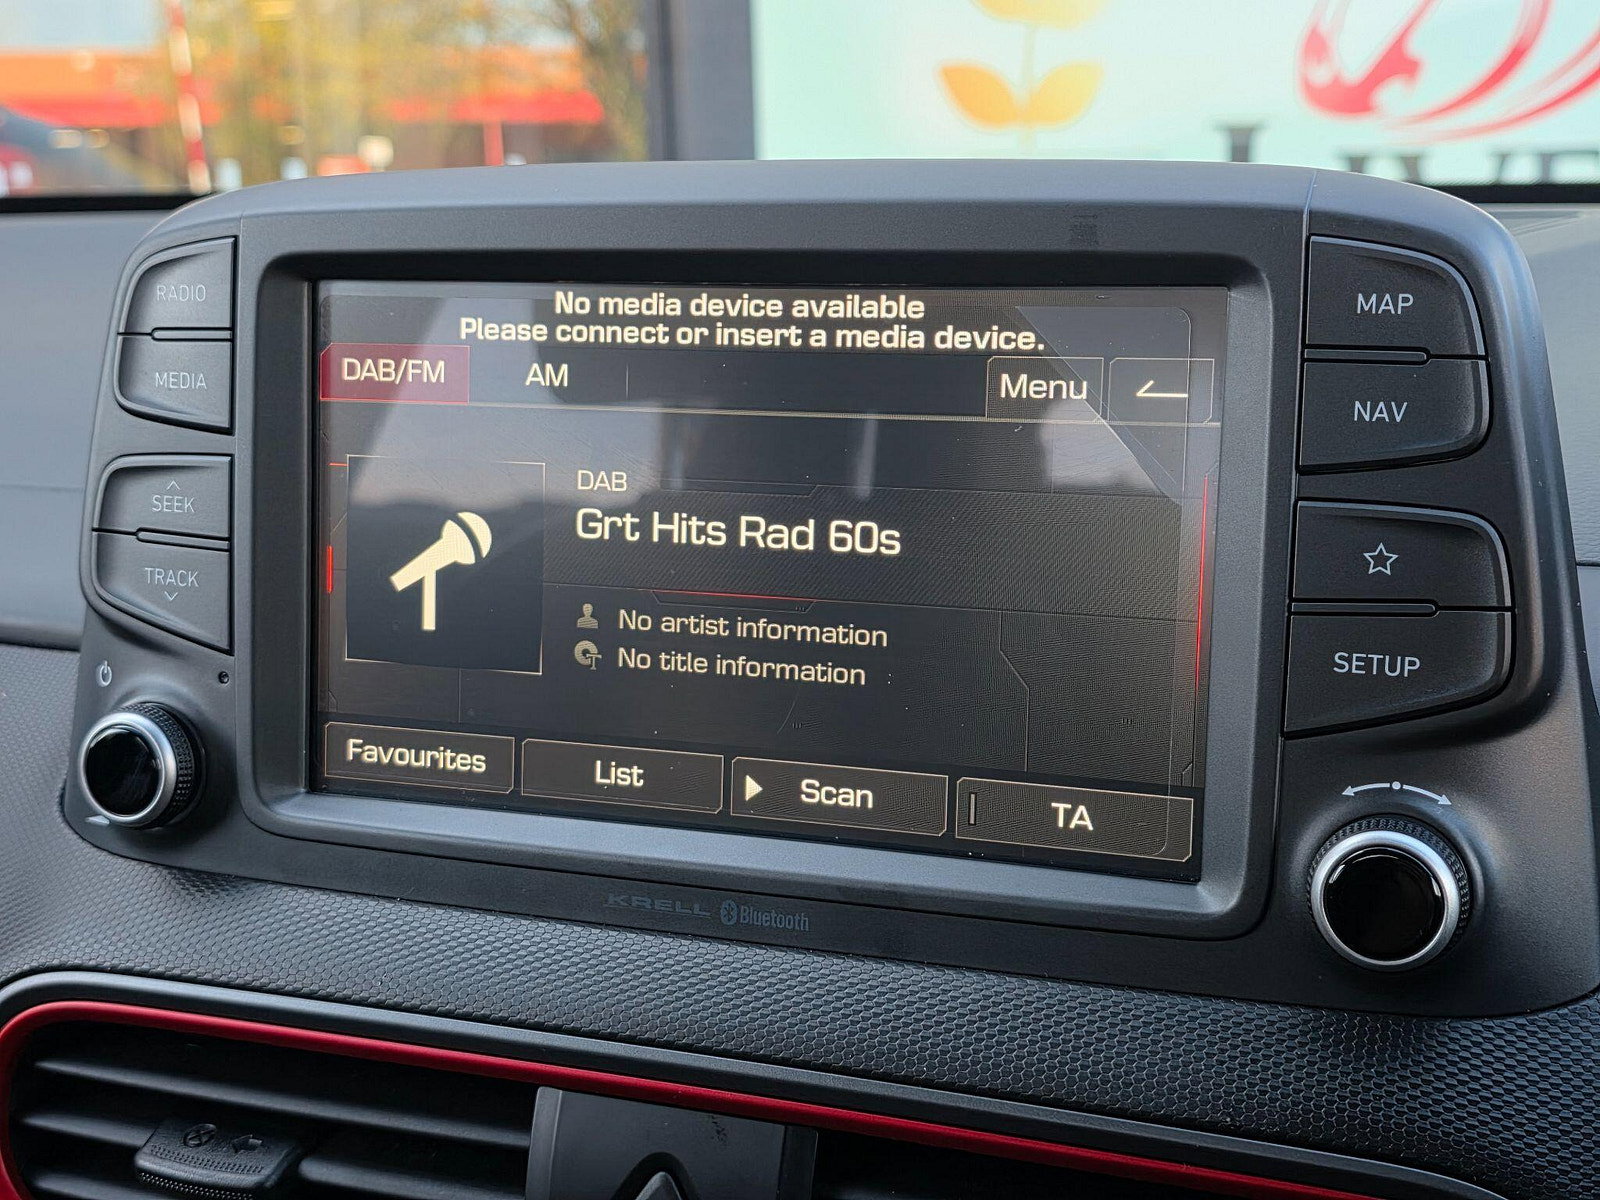 No media device available
Please connect or insert a media device.
DAB/FM AM Menu
DAB
Grt Hits Rad 60s
No artist information
No title information
Favourites List Scan TA
RADIO
MEDIA
SEEK
TRACK
MAP
NAV
SETUP
KRELL Bluetooth